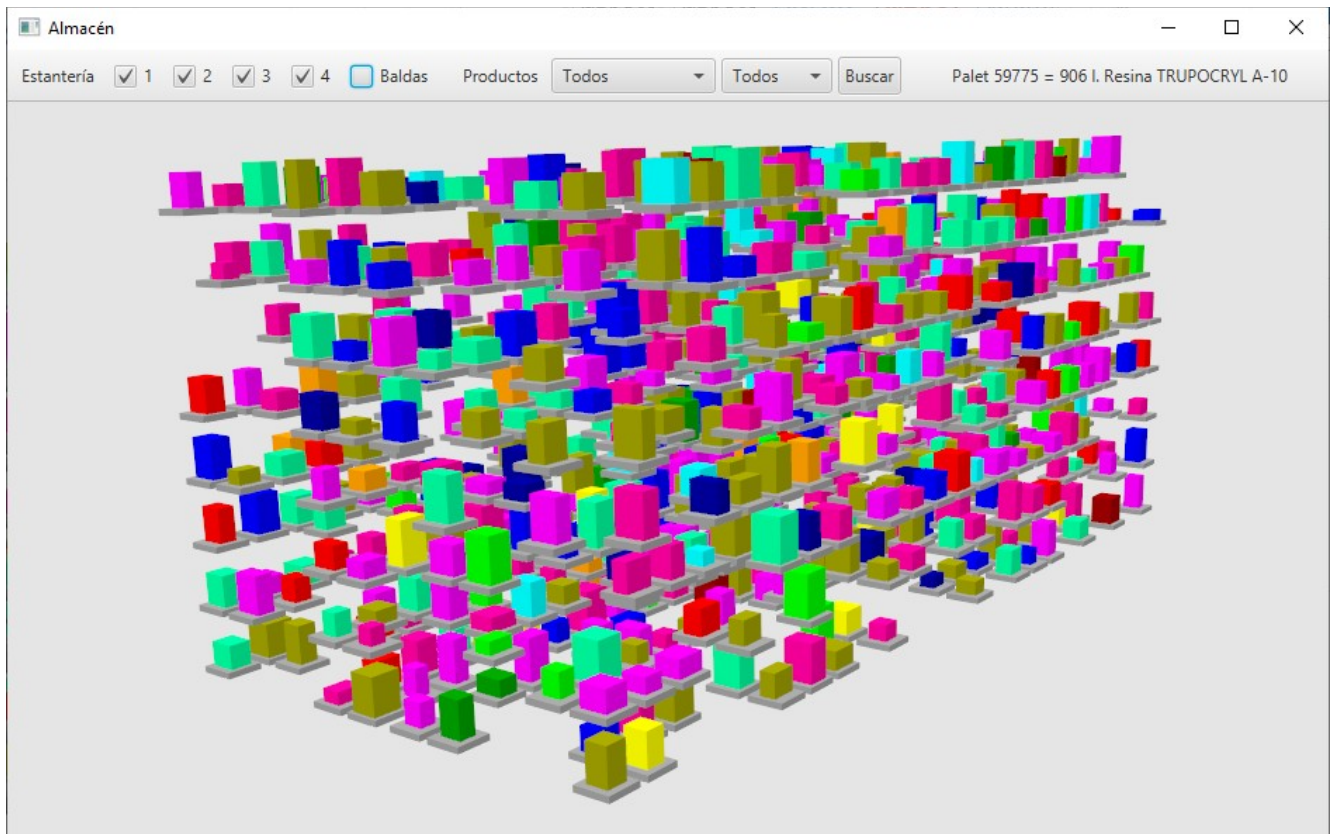 Almacén
Estantería 1 2 3 4 Baldas Productos Todos Todos Buscar Palet 59775 = 906 l. Resina TRUPOCRYL A-10